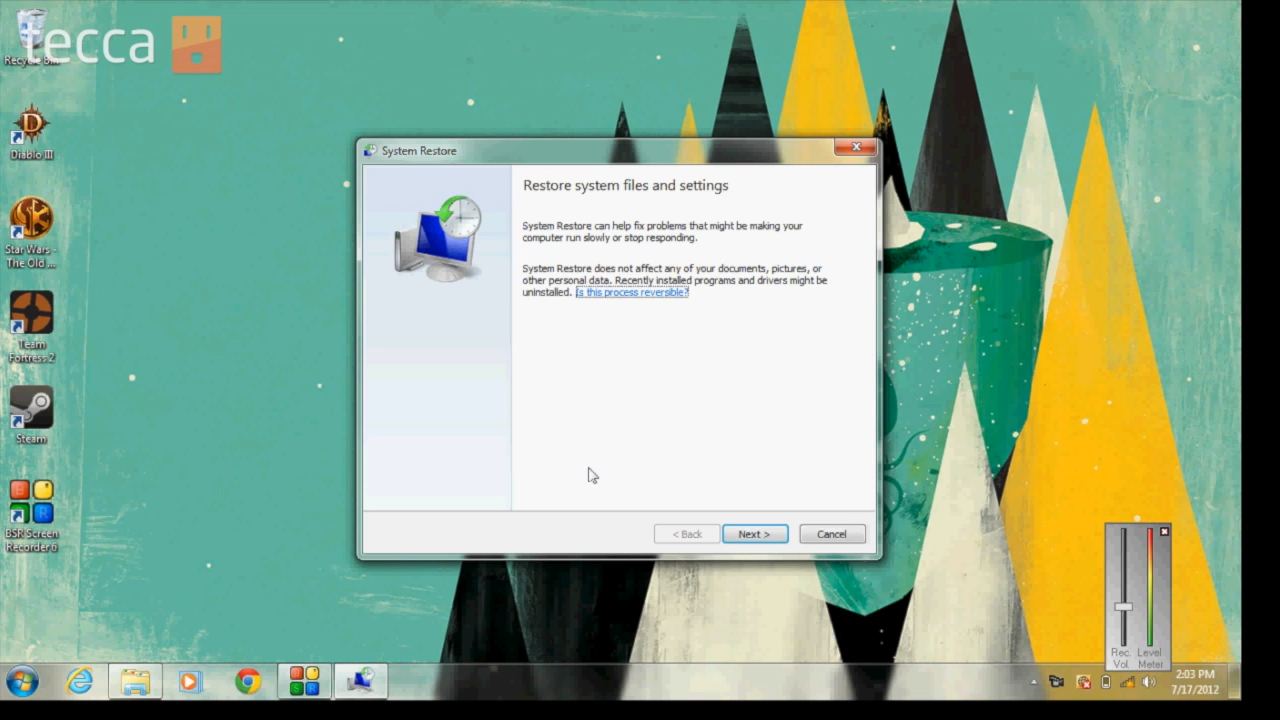 tecca
Recycle Bin
Diablo III
Star Wars -
The Old ...
Team
Fortress 2
Steam
BSR Screen
Recorder 6
System Restore
Restore system files and settings
System Restore can help fix problems that might be making your
computer run slowly or stop responding.
System Restore does not affect any of your documents, pictures, or
other personal data. Recently installed programs and drivers might be
uninstalled. Is this process reversible?
< Back
Next >
Cancel
Rec. Level
Vol. Meter
2:03 PM
7/17/2012